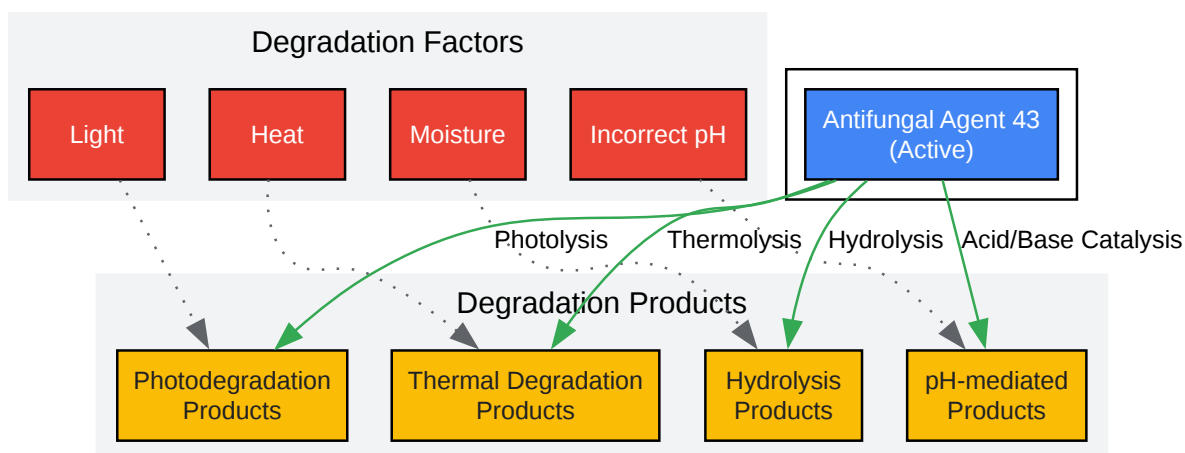 Degradation Factors
Light
Heat
Moisture
Incorrect pH
Antifungal Agent 43
(Active)
Photolysis
Thermolysis
Hydrolysis
Acid/Base Catalysis
Degradation Products
Photodegradation
Products
Thermal Degradation
Products
Hydrolysis
Products
pH-mediated
Products